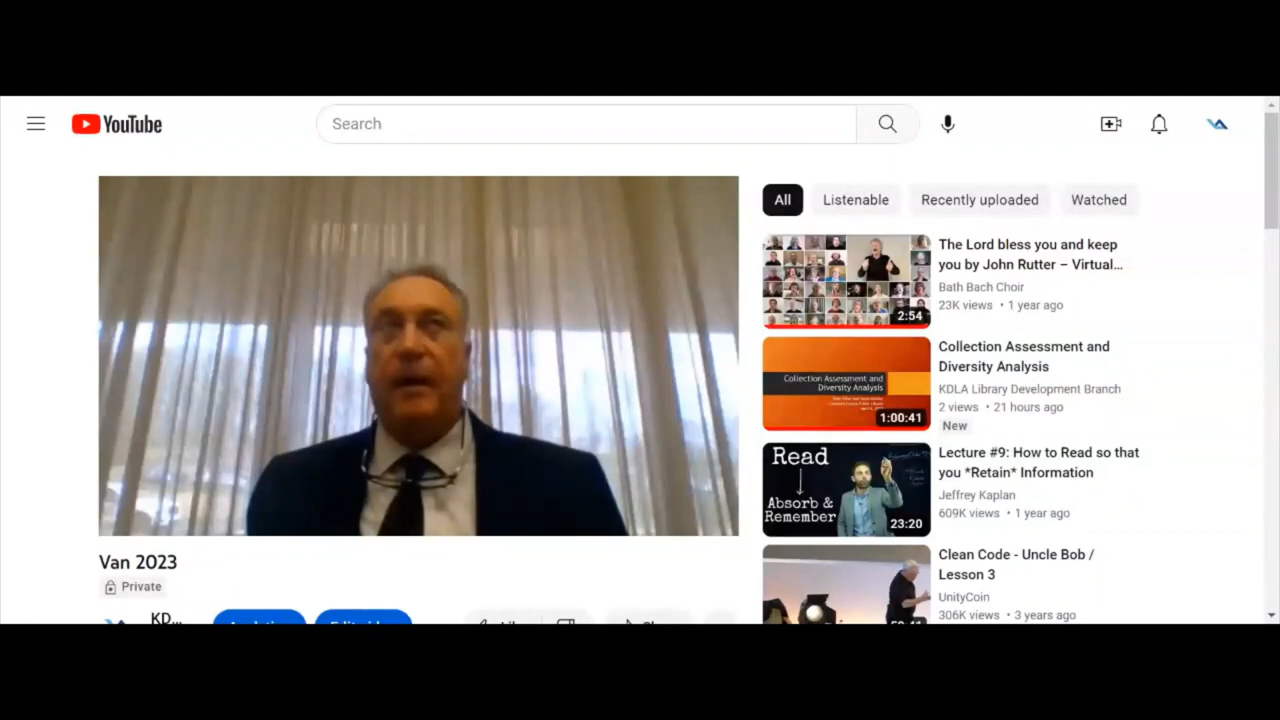 YouTube
Search
All
Listenable
Recently uploaded
Watched
2:54
The Lord bless you and keep
you by John Rutter – Virtual...
Bath Bach Choir
23K views • 1 year ago
Collection Assessment and
Diversity Analysis
1:00:41
Collection Assessment and
Diversity Analysis
KDLA Library Development Branch
2 views • 21 hours ago
New
Read
Absorb &
Remember
23:20
Lecture #9: How to Read so that
you *Retain* Information
Jeffrey Kaplan
609K views • 1 year ago
Clean Code - Uncle Bob /
Lesson 3
UnityCoin
306K views • 3 years ago
Van 2023
Private
KD...